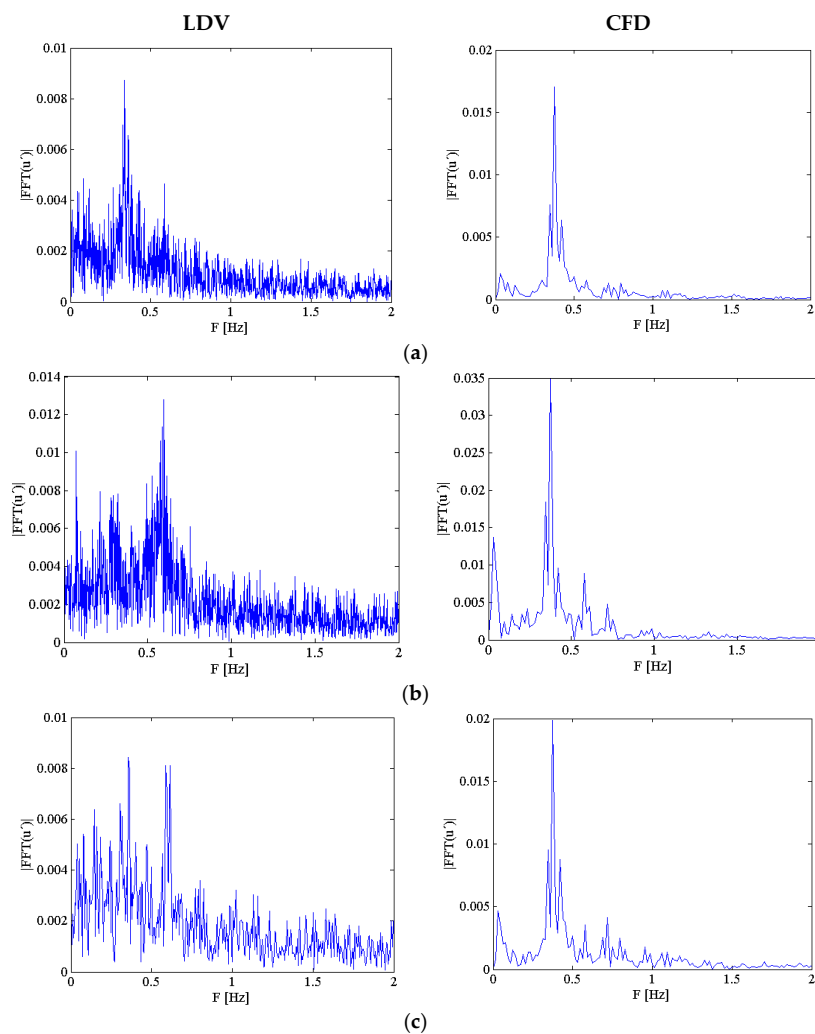 LDV
CFD
0.01
0.008
0.006
0.004
0.002
0
|FFT(u´)|
0 0.5 1 1.5 2
F [Hz]
0.02
0.015
0.01
0.005
0
|FFT(u´)|
0 0.5 1 1.5 2
F [Hz]
(a)
0.014
0.012
0.01
0.008
0.006
0.004
0.002
0
|FFT(u´)|
0 0.5 1 1.5 2
F [Hz]
0.035
0.03
0.025
0.02
0.015
0.01
0.005
0
|FFT(u´)|
0 0.5 1 1.5
F [Hz]
(b)
0.01
0.008
0.006
0.004
0.002
0
|FFT(u´)|
0 0.5 1 1.5 2
F [Hz]
0.02
0.015
0.01
0.005
0
|FFT(u´)|
0 0.5 1 1.5 2
F [Hz]
(c)